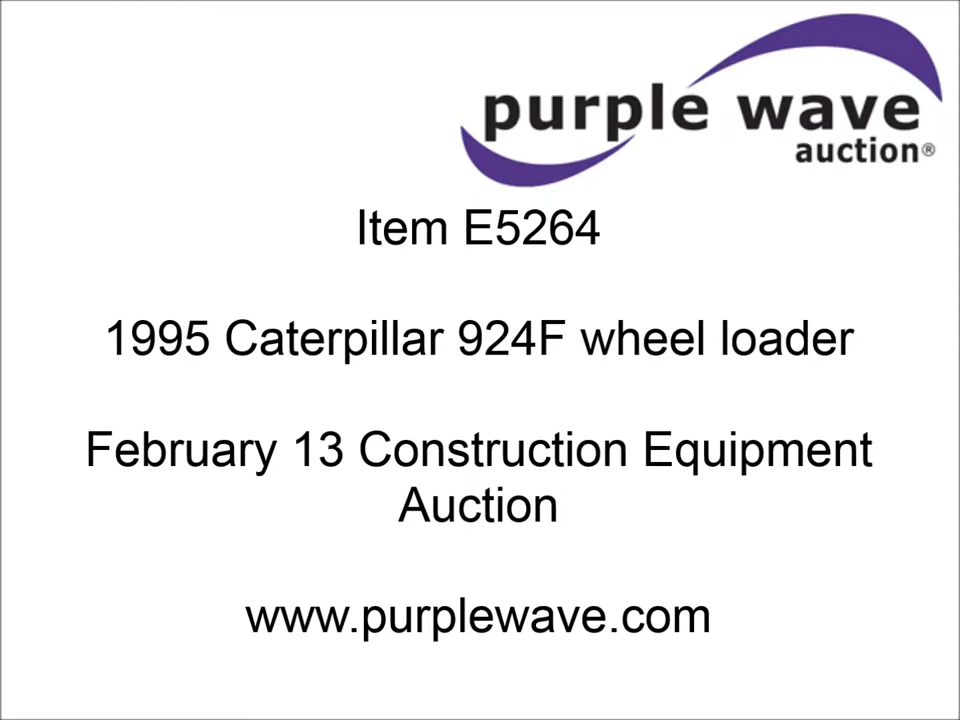 purple wave
auction®
Item E5264
1995 Caterpillar 924F wheel loader
February 13 Construction Equipment
Auction
www.purplewave.com